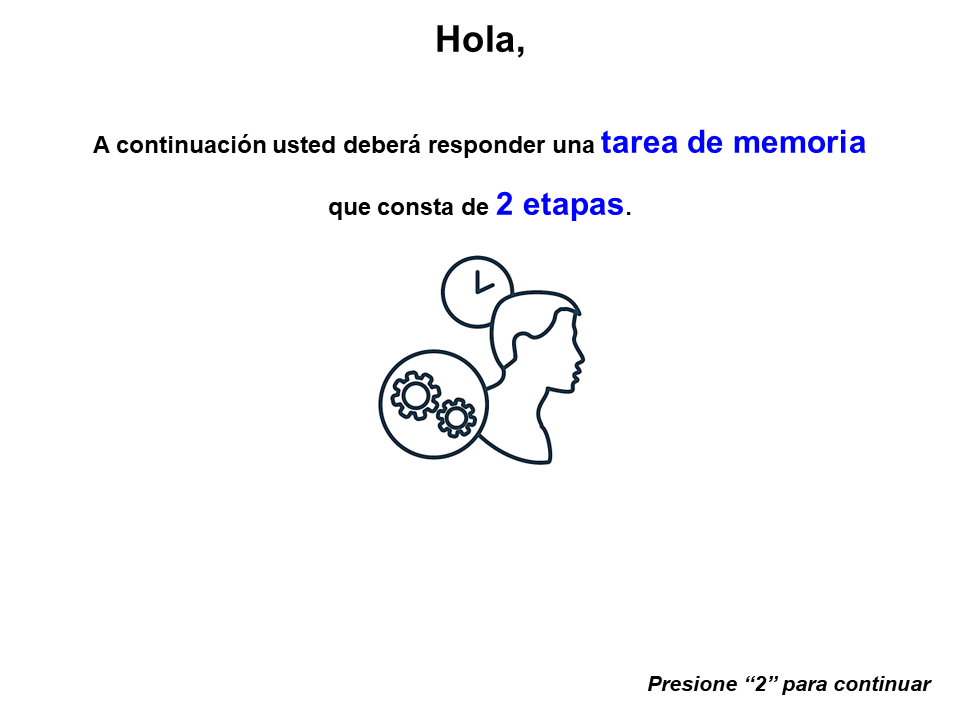 Hola,
A continuación usted deberá responder una tarea de memoria
que consta de 2 etapas.
Presione “2” para continuar